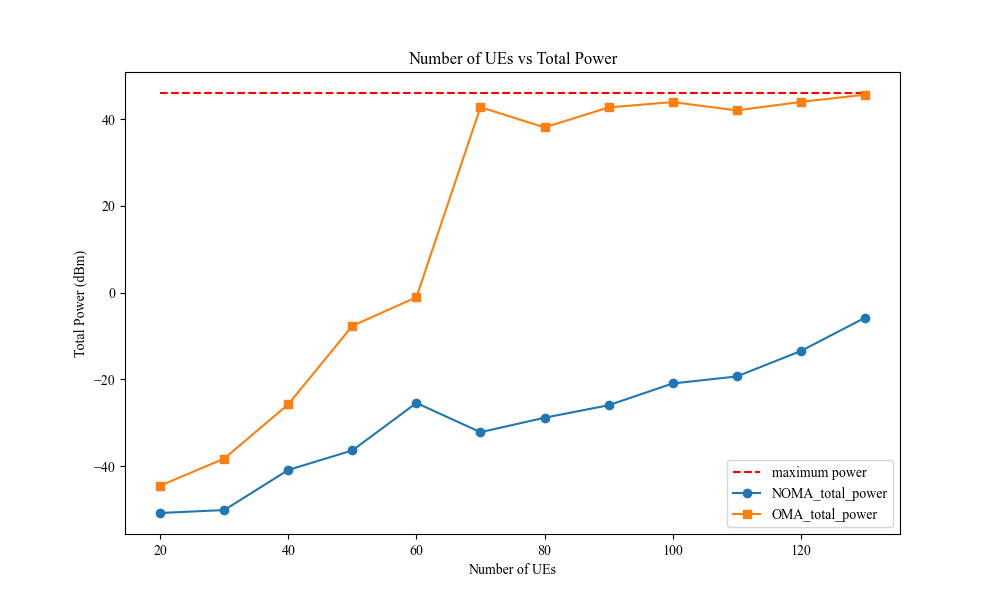 Number of UEs vs Total Power
Total Power (dBm)
40
20
0
−20
−40
20
40
60
80
100
120
Number of UEs
maximum power
NOMA_total_power
OMA_total_power